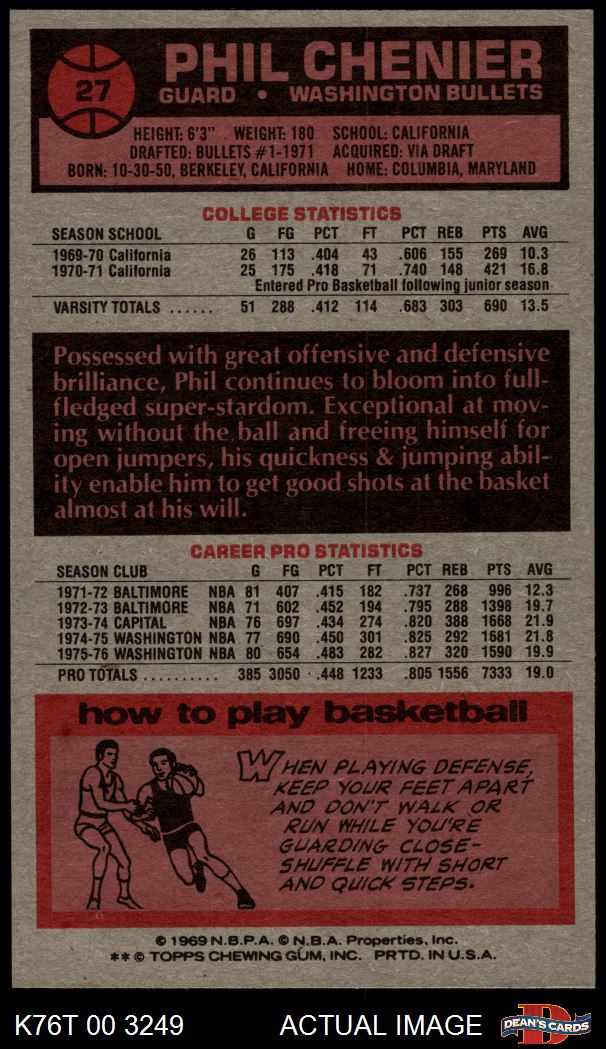 27
PHIL CHENIER
GUARD • WASHINGTON BULLETS
HEIGHT: 6'3" WEIGHT: 180 SCHOOL: CALIFORNIA
DRAFTED: BULLETS #1-1971 ACQUIRED: VIA DRAFT
BORN: 10-30-50, BERKELEY, CALIFORNIA HOME: COLUMBIA, MARYLAND
COLLEGE STATISTICS
SEASON SCHOOL G FG PCT FT PCT REB PTS AVG
1969-70 California 26 113 .404 43 .606 155 269 10.3
1970-71 California 25 175 .418 71 .740 148 421 16.8
Entered Pro Basketball following junior season
VARSITY TOTALS ...... 51 288 .412 114 .683 303 690 13.5
Possessed with great offensive and defensive
brilliance, Phil continues to bloom into full-
fledged super-stardom. Exceptional at mov-
ing without the ball and freeing himself for
open jumpers, his quickness & jumping abil-
ity enable him to get good shots at the basket
almost at his will.
CAREER PRO STATISTICS
SEASON CLUB G FG PCT FT PCT REB PTS AVG
1971-72 BALTIMORE NBA 81 407 .415 182 .737 268 996 12.3
1972-73 BALTIMORE NBA 71 602 .452 194 .795 288 1398 19.7
1973-74 CAPITAL NBA 76 697 .434 274 .820 388 1668 21.9
1974-75 WASHINGTON NBA 77 690 .450 301 .825 292 1681 21.8
1975-76 WASHINGTON NBA 80 654 .483 282 .827 320 1590 19.9
PRO TOTALS .......... 385 3050 .448 1233 .805 1556 7333 19.0
how to play basketball
WHEN PLAYING DEFENSE,
KEEP YOUR FEET APART
AND DON'T WALK OR
RUN WHILE YOU'RE
GUARDING CLOSE-
SHUFFLE WITH SHORT
AND QUICK STEPS.
© 1969 N.B.P.A. © N.B.A. Properties, Inc.
** © TOPPS CHEWING GUM, INC. PRTD. IN U.S.A.
K76T 00 3249 ACTUAL IMAGE D DEAN'S CARDS